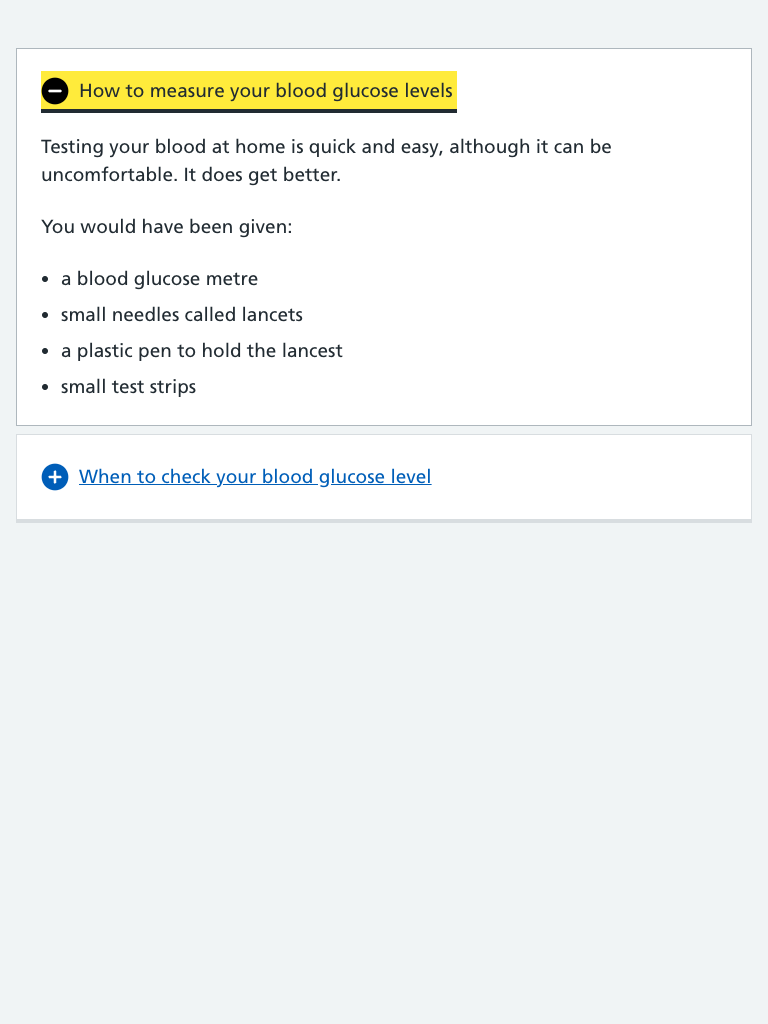 How to measure your blood glucose levels
Testing your blood at home is quick and easy, although it can be
uncomfortable. It does get better.
You would have been given:
a blood glucose metre
small needles called lancets
a plastic pen to hold the lancest
small test strips
When to check your blood glucose level